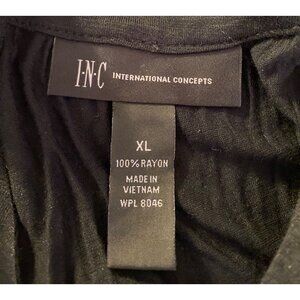 I·N·C INTERNATIONAL CONCEPTS
XL
100% RAYON
MADE IN
VIETNAM
WPL 8046